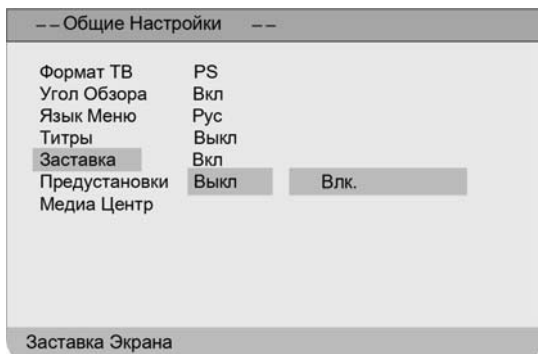 -- Общие Настройки --
Формат ТВ PS
Угол Обзора Вкл
Язык Меню Рус
Титры Выкл
Заставка Вкл
Предустановки Выкл Влк.
Медиа Центр
Заставка Экрана